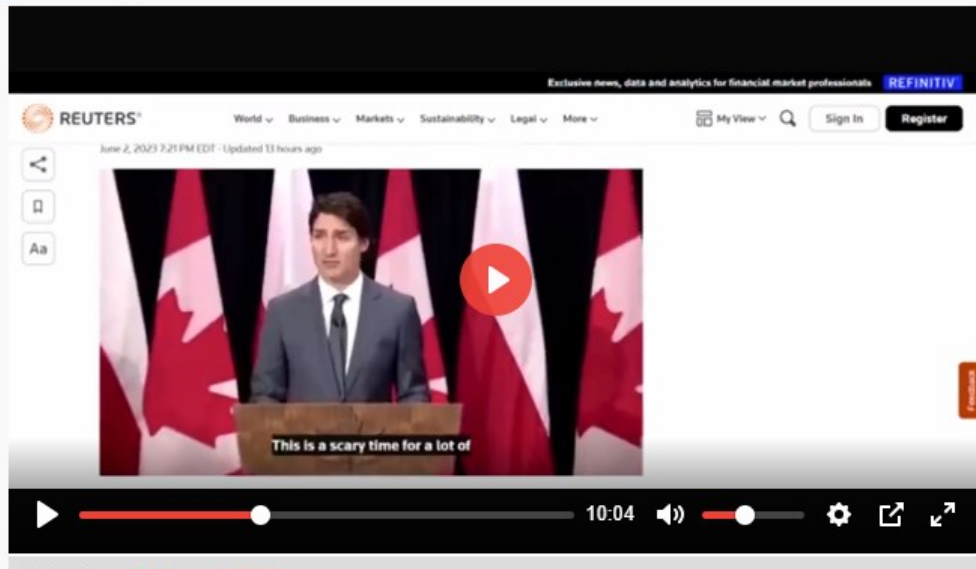 Exclusive news, data and analytics for financial market professionals REFINITIV
REUTERS
World Business Markets Sustainability Legal More My View Sign In Register
June 2, 2023 7:21 PM EDT · Updated 13 hours ago
Aa
Feedback
This is a scary time for a lot of
10:04